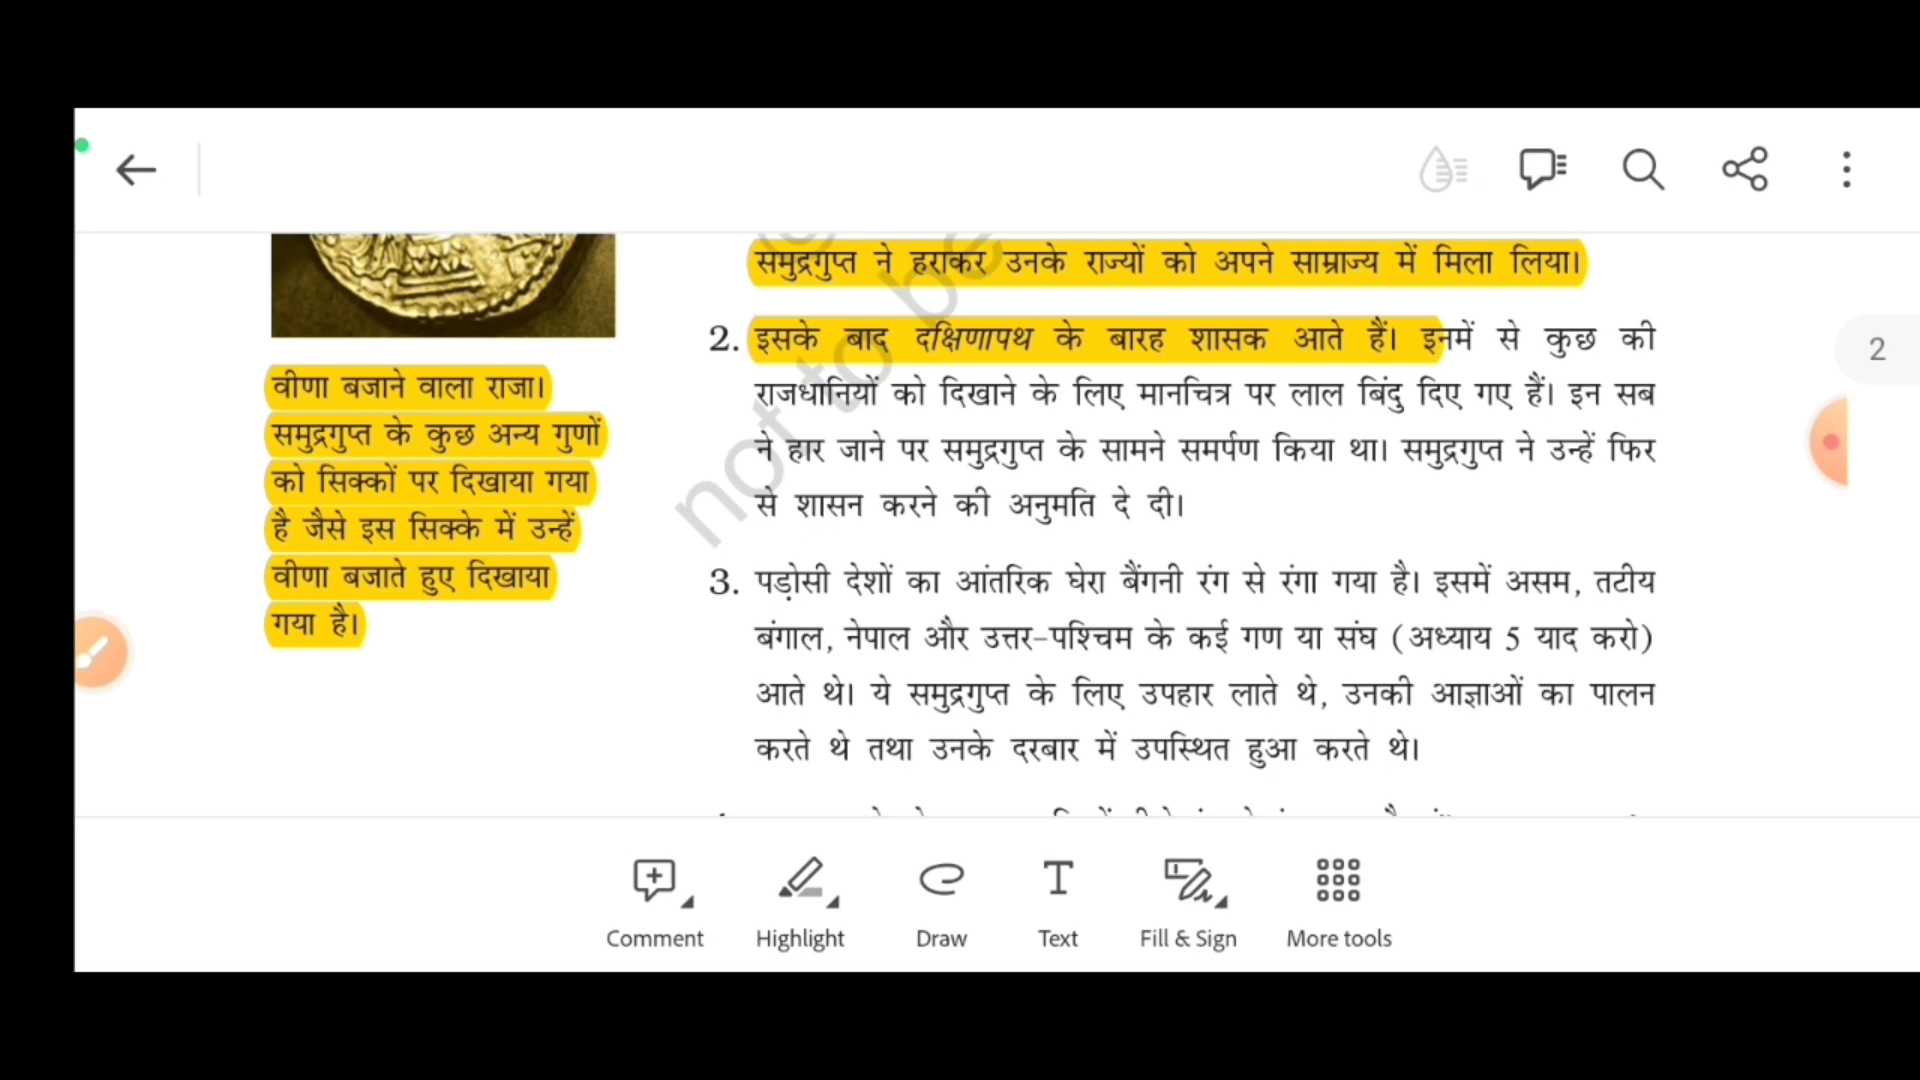 समुद्रगुप्त ने हराकर उनके राज्यों को अपने साम्राज्य में मिला लिया।
2. इसके बाद दक्षिणापथ के बारह शासक आते हैं। इनमें से कुछ की
राजधानियों को दिखाने के लिए मानचित्र पर लाल बिंदु दिए गए हैं। इन सब
ने हार जाने पर समुद्रगुप्त के सामने समर्पण किया था। समुद्रगुप्त ने उन्हें फिर
से शासन करने की अनुमति दे दी।
3. पड़ोसी देशों का आंतरिक घेरा बैंगनी रंग से रंगा गया है। इसमें असम, तटीय
बंगाल, नेपाल और उत्तर-पश्चिम के कई गण या संघ (अध्याय 5 याद करो)
आते थे। ये समुद्रगुप्त के लिए उपहार लाते थे, उनकी आज्ञाओं का पालन
करते थे तथा उनके दरबार में उपस्थित हुआ करते थे।
वीणा बजाने वाला राजा।
समुद्रगुप्त के कुछ अन्य गुणों
को सिक्कों पर दिखाया गया
है जैसे इस सिक्के में उन्हें
वीणा बजाते हुए दिखाया
गया है।
not to be
2
Comment
Highlight
Draw
Text
Fill & Sign
More tools